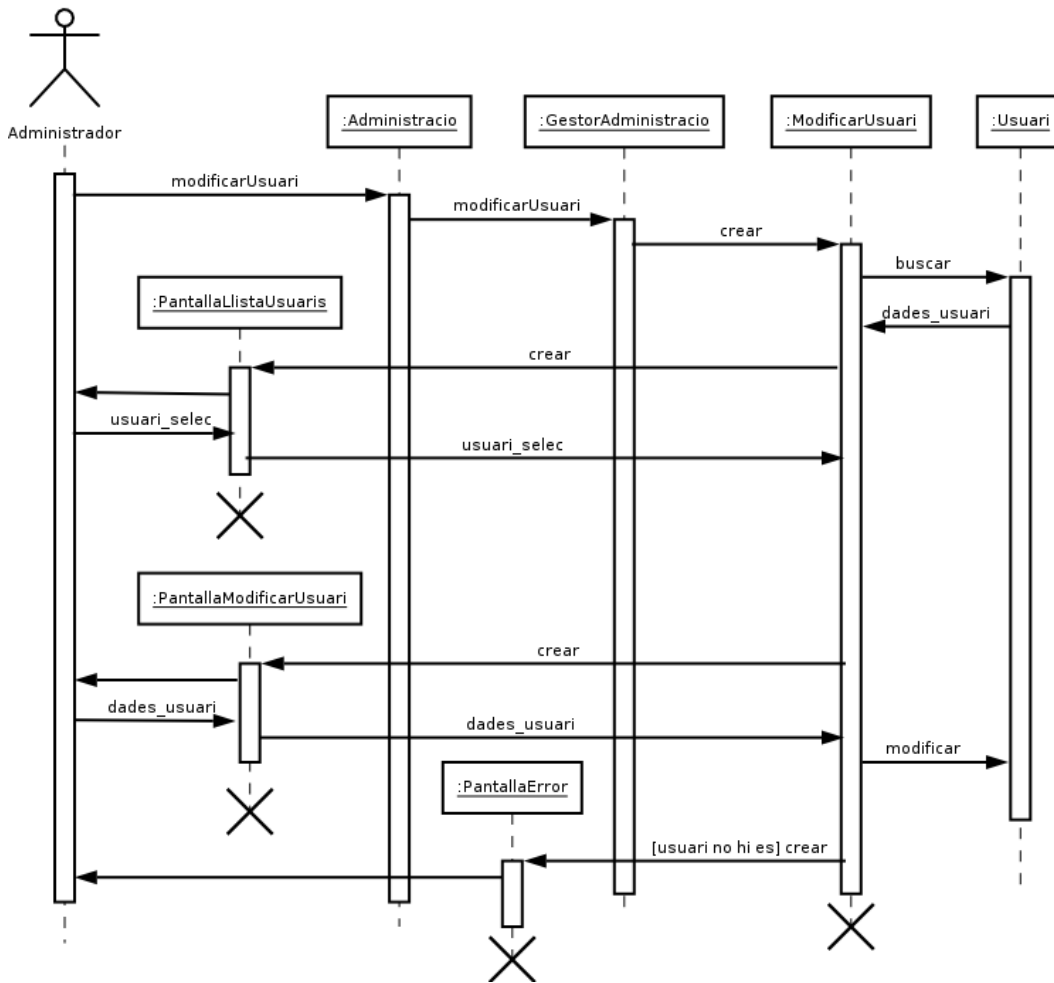 Administrador
:Administracio
:GestorAdministracio
:ModificarUsuari
:Usuari
modificarUsuari
modificarUsuari
crear
buscar
:PantallaLlistaUsuaris
dades_usuari
crear
usuari_selec
usuari_selec
:PantallaModificarUsuari
crear
dades_usuari
dades_usuari
modificar
:PantallaError
[usuari no hi es] crear